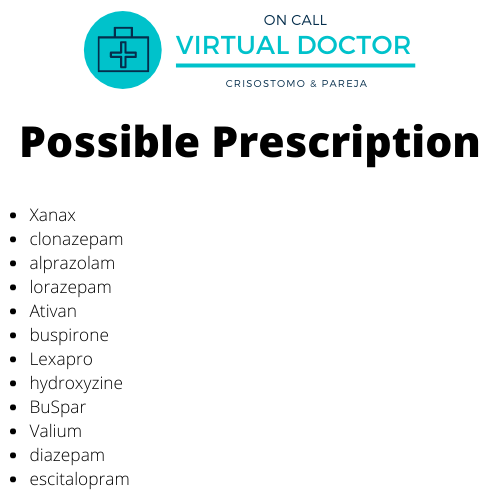 ON CALL
VIRTUAL DOCTOR
CRISOSTOMO & PAREJA
Possible Prescription
Xanax
clonazepam
alprazolam
lorazepam
Ativan
buspirone
Lexapro
hydroxyzine
BuSpar
Valium
diazepam
escitalopram